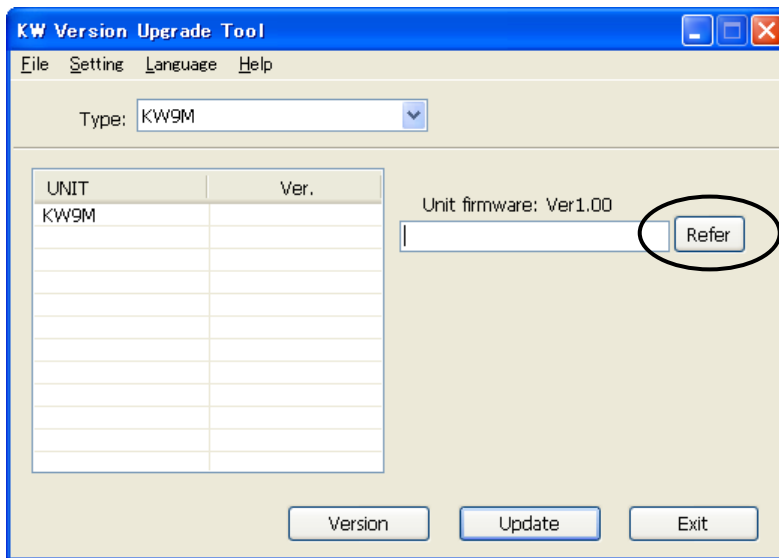 KW Version Upgrade Tool
File Setting Language Help
Type: KW9M
UNIT Ver.
KW9M
Unit firmware: Ver1.00
Refer
Version Update Exit